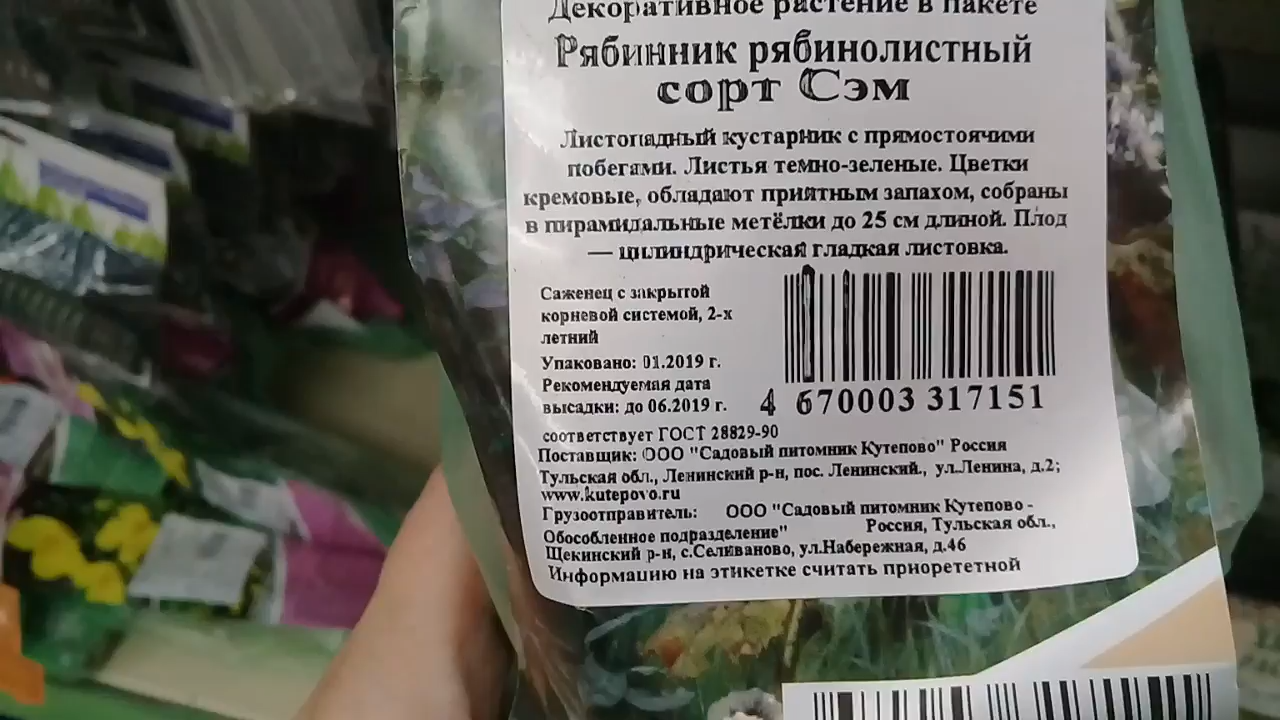 Декоративное растение в пакете
Рябинник рябинолистный
сорт Сэм
Листопадный кустарник с прямостоячими
побегами. Листья темно-зеленые. Цветки
кремовые, обладают приятным запахом, собраны
в пирамидальные метёлки до 25 см длиной. Плод
— цилиндрическая гладкая листовка.
Саженец с закрытой
корневой системой, 2-х
летний
Упаковано: 01.2019 г.
Рекомендуемая дата
высадки: до 06.2019 г.
4 670003 317151
соответствует ГОСТ 28829-90
Поставщик: ООО "Садовый питомник Кутепово" Россия
Тульская обл., Ленинский р-н, пос. Ленинский., ул.Ленина, д.2;
www.kutepovo.ru
Грузоотправитель: ООО "Садовый питомник Кутепово -
Обособленное подразделение" Россия, Тульская обл.,
Щекинский р-н, с.Селиваново, ул.Набережная, д.46
Информацию на этикетке считать приорететной